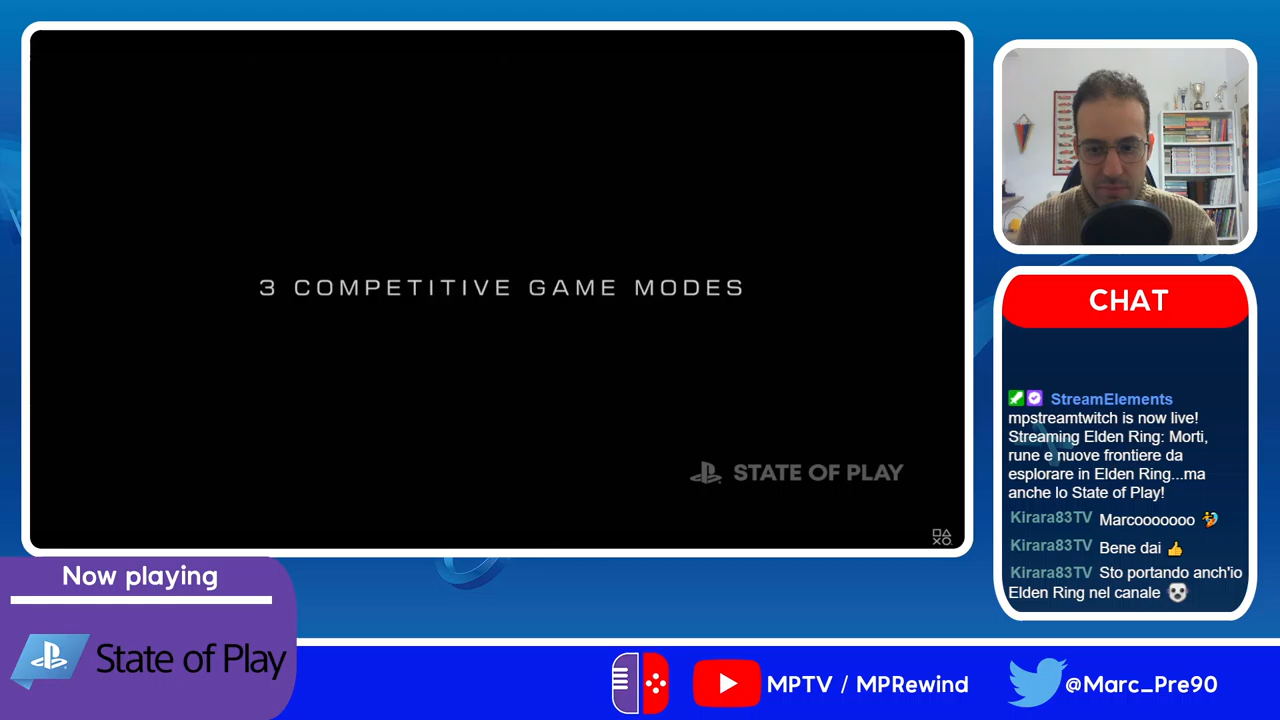 3 COMPETITIVE GAME MODES
STATE OF PLAY
CHAT
StreamElements
mpstreamtwitch is now live!
Streaming Elden Ring: Morti,
rune e nuove frontiere da
esplorare in Elden Ring...ma
anche lo State of Play!
Kirara83TV Marcooooooo
Kirara83TV Bene dai
Kirara83TV Sto portando anch'io
Elden Ring nel canale
Now playing
State of Play
MPTV / MPRewind
@Marc_Pre90